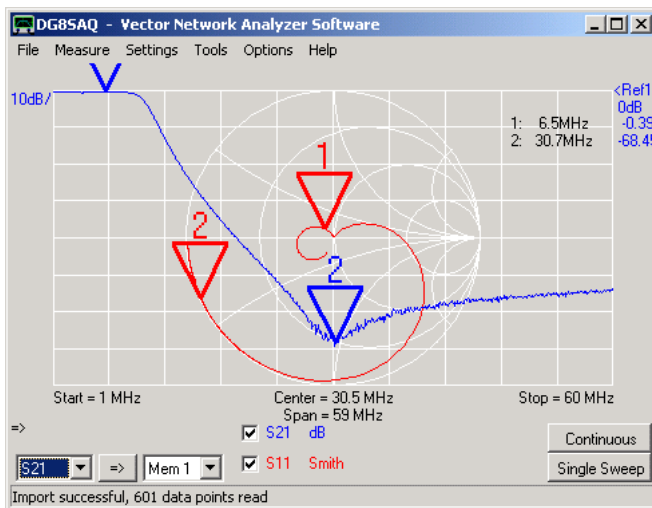 DG8SAQ - Vector Network Analyzer Software
File Measure Settings Tools Options Help
10dB/
<Ref1
0dB
1: 6.5MHz -0.39
2: 30.7MHz -68.45
1
2
2
Start = 1 MHz Center = 30.5 MHz Stop = 60 MHz
Span = 59 MHz
=>
S21 dB
Continuous
S21 => Mem 1
S11 Smith
Single Sweep
Import successful, 601 data points read